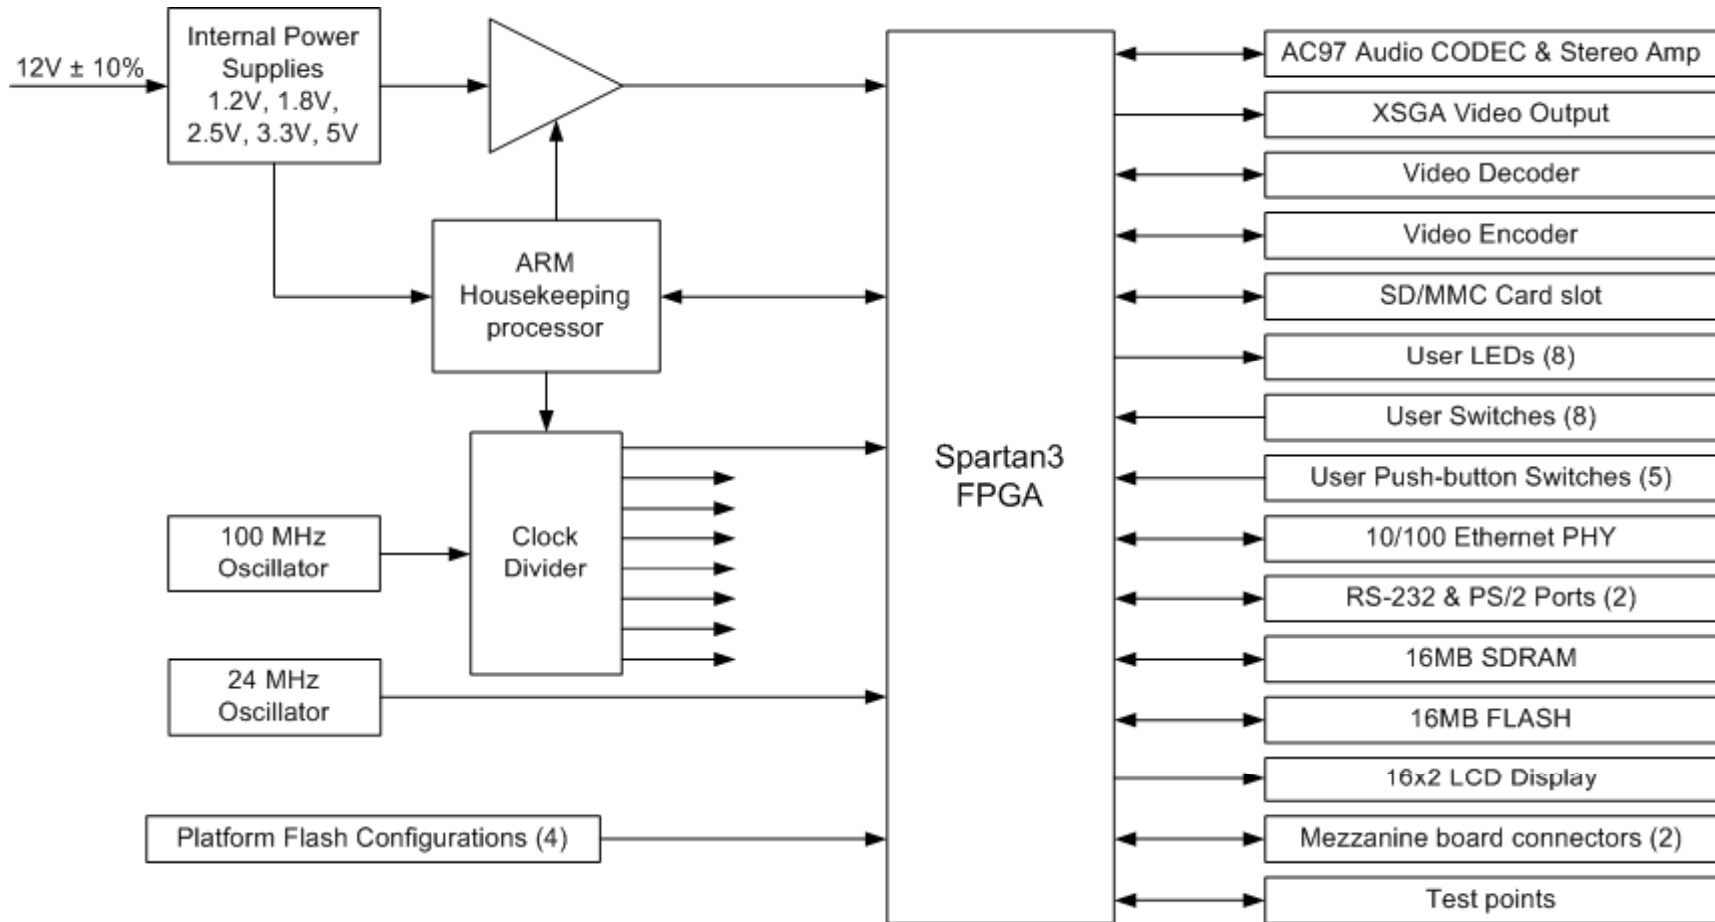 12V ± 10%
Internal Power
Supplies
1.2V, 1.8V,
2.5V, 3.3V, 5V
ARM
Housekeeping
processor
100 MHz
Oscillator
Clock
Divider
24 MHz
Oscillator
Platform Flash Configurations (4)
Spartan3
FPGA
AC97 Audio CODEC & Stereo Amp
XSGA Video Output
Video Decoder
Video Encoder
SD/MMC Card slot
User LEDs (8)
User Switches (8)
User Push-button Switches (5)
10/100 Ethernet PHY
RS-232 & PS/2 Ports (2)
16MB SDRAM
16MB FLASH
16x2 LCD Display
Mezzanine board connectors (2)
Test points